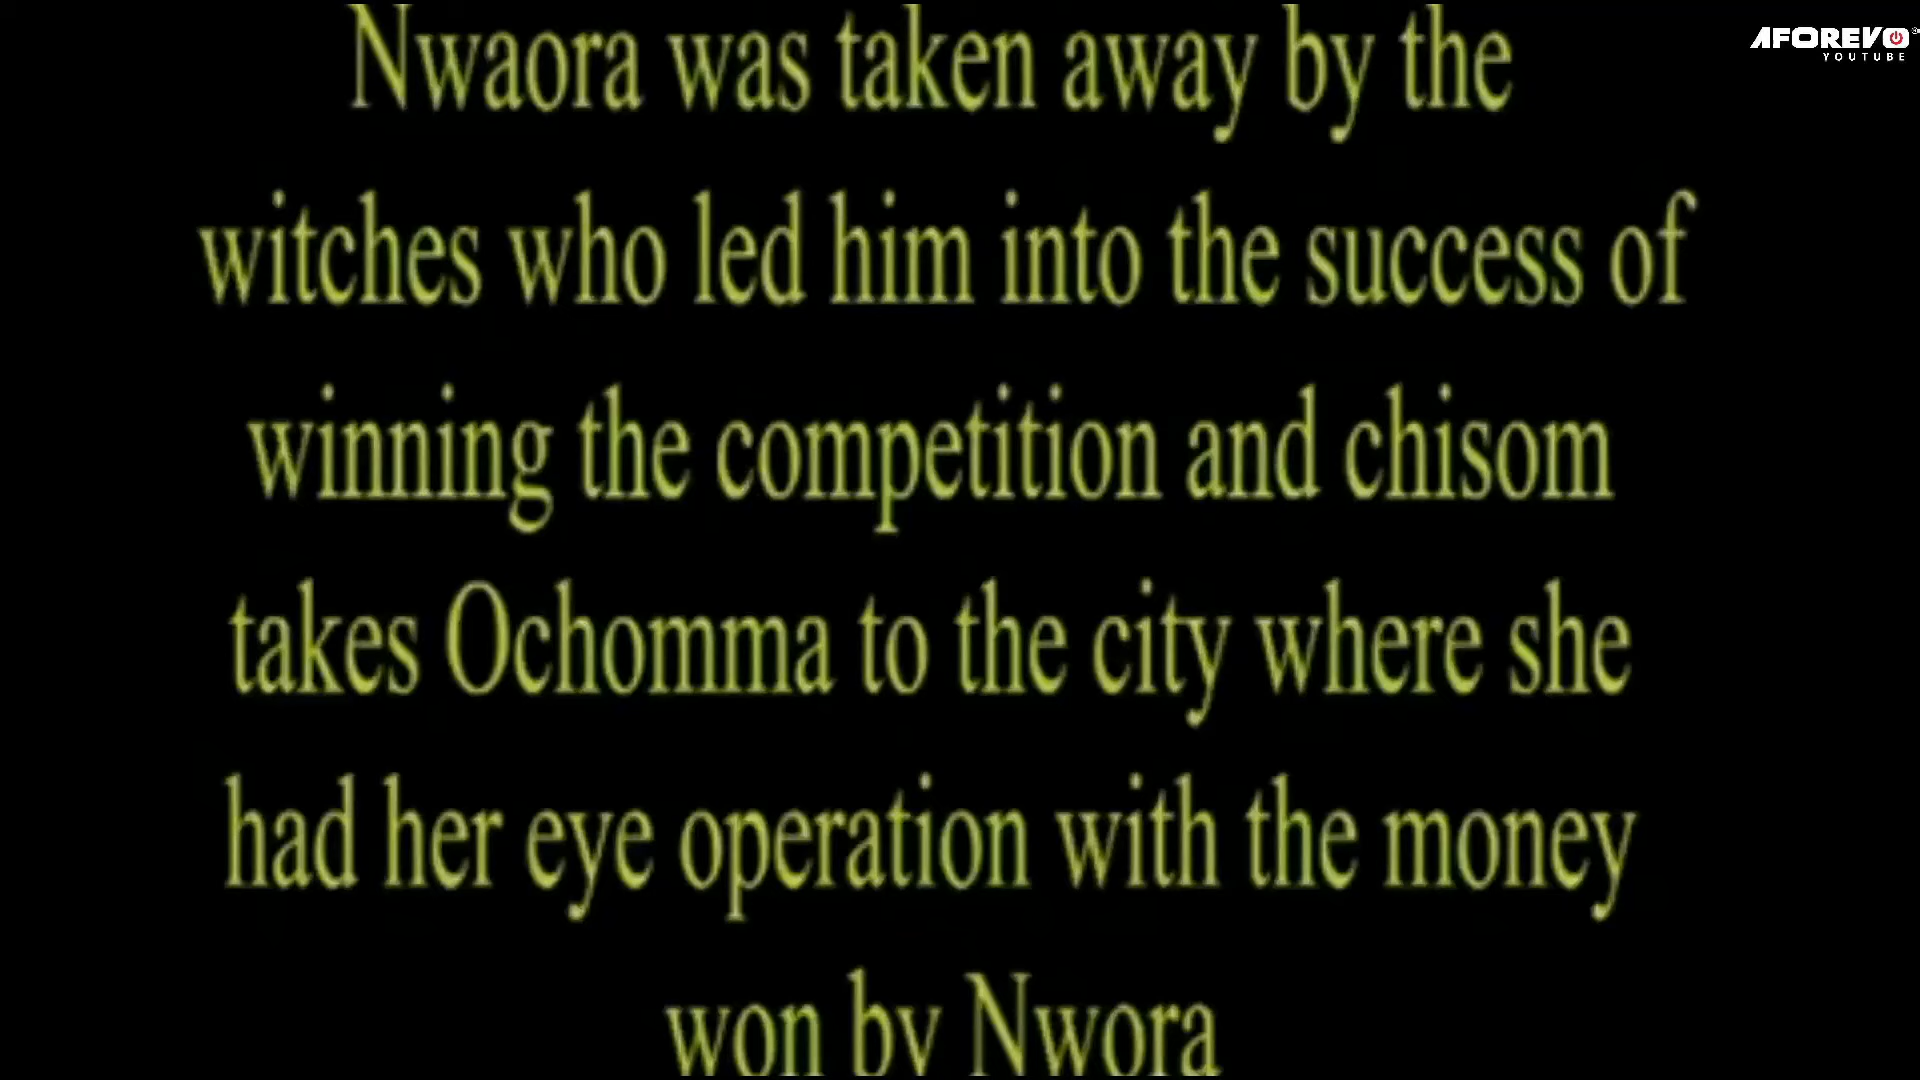 Nwaora was taken away by the
AFOREVO
YOUTUBE
witches who led him into the success of
winning the competition and chisom
takes Ochomma to the city where she
had her eye operation with the money
won by Nwora